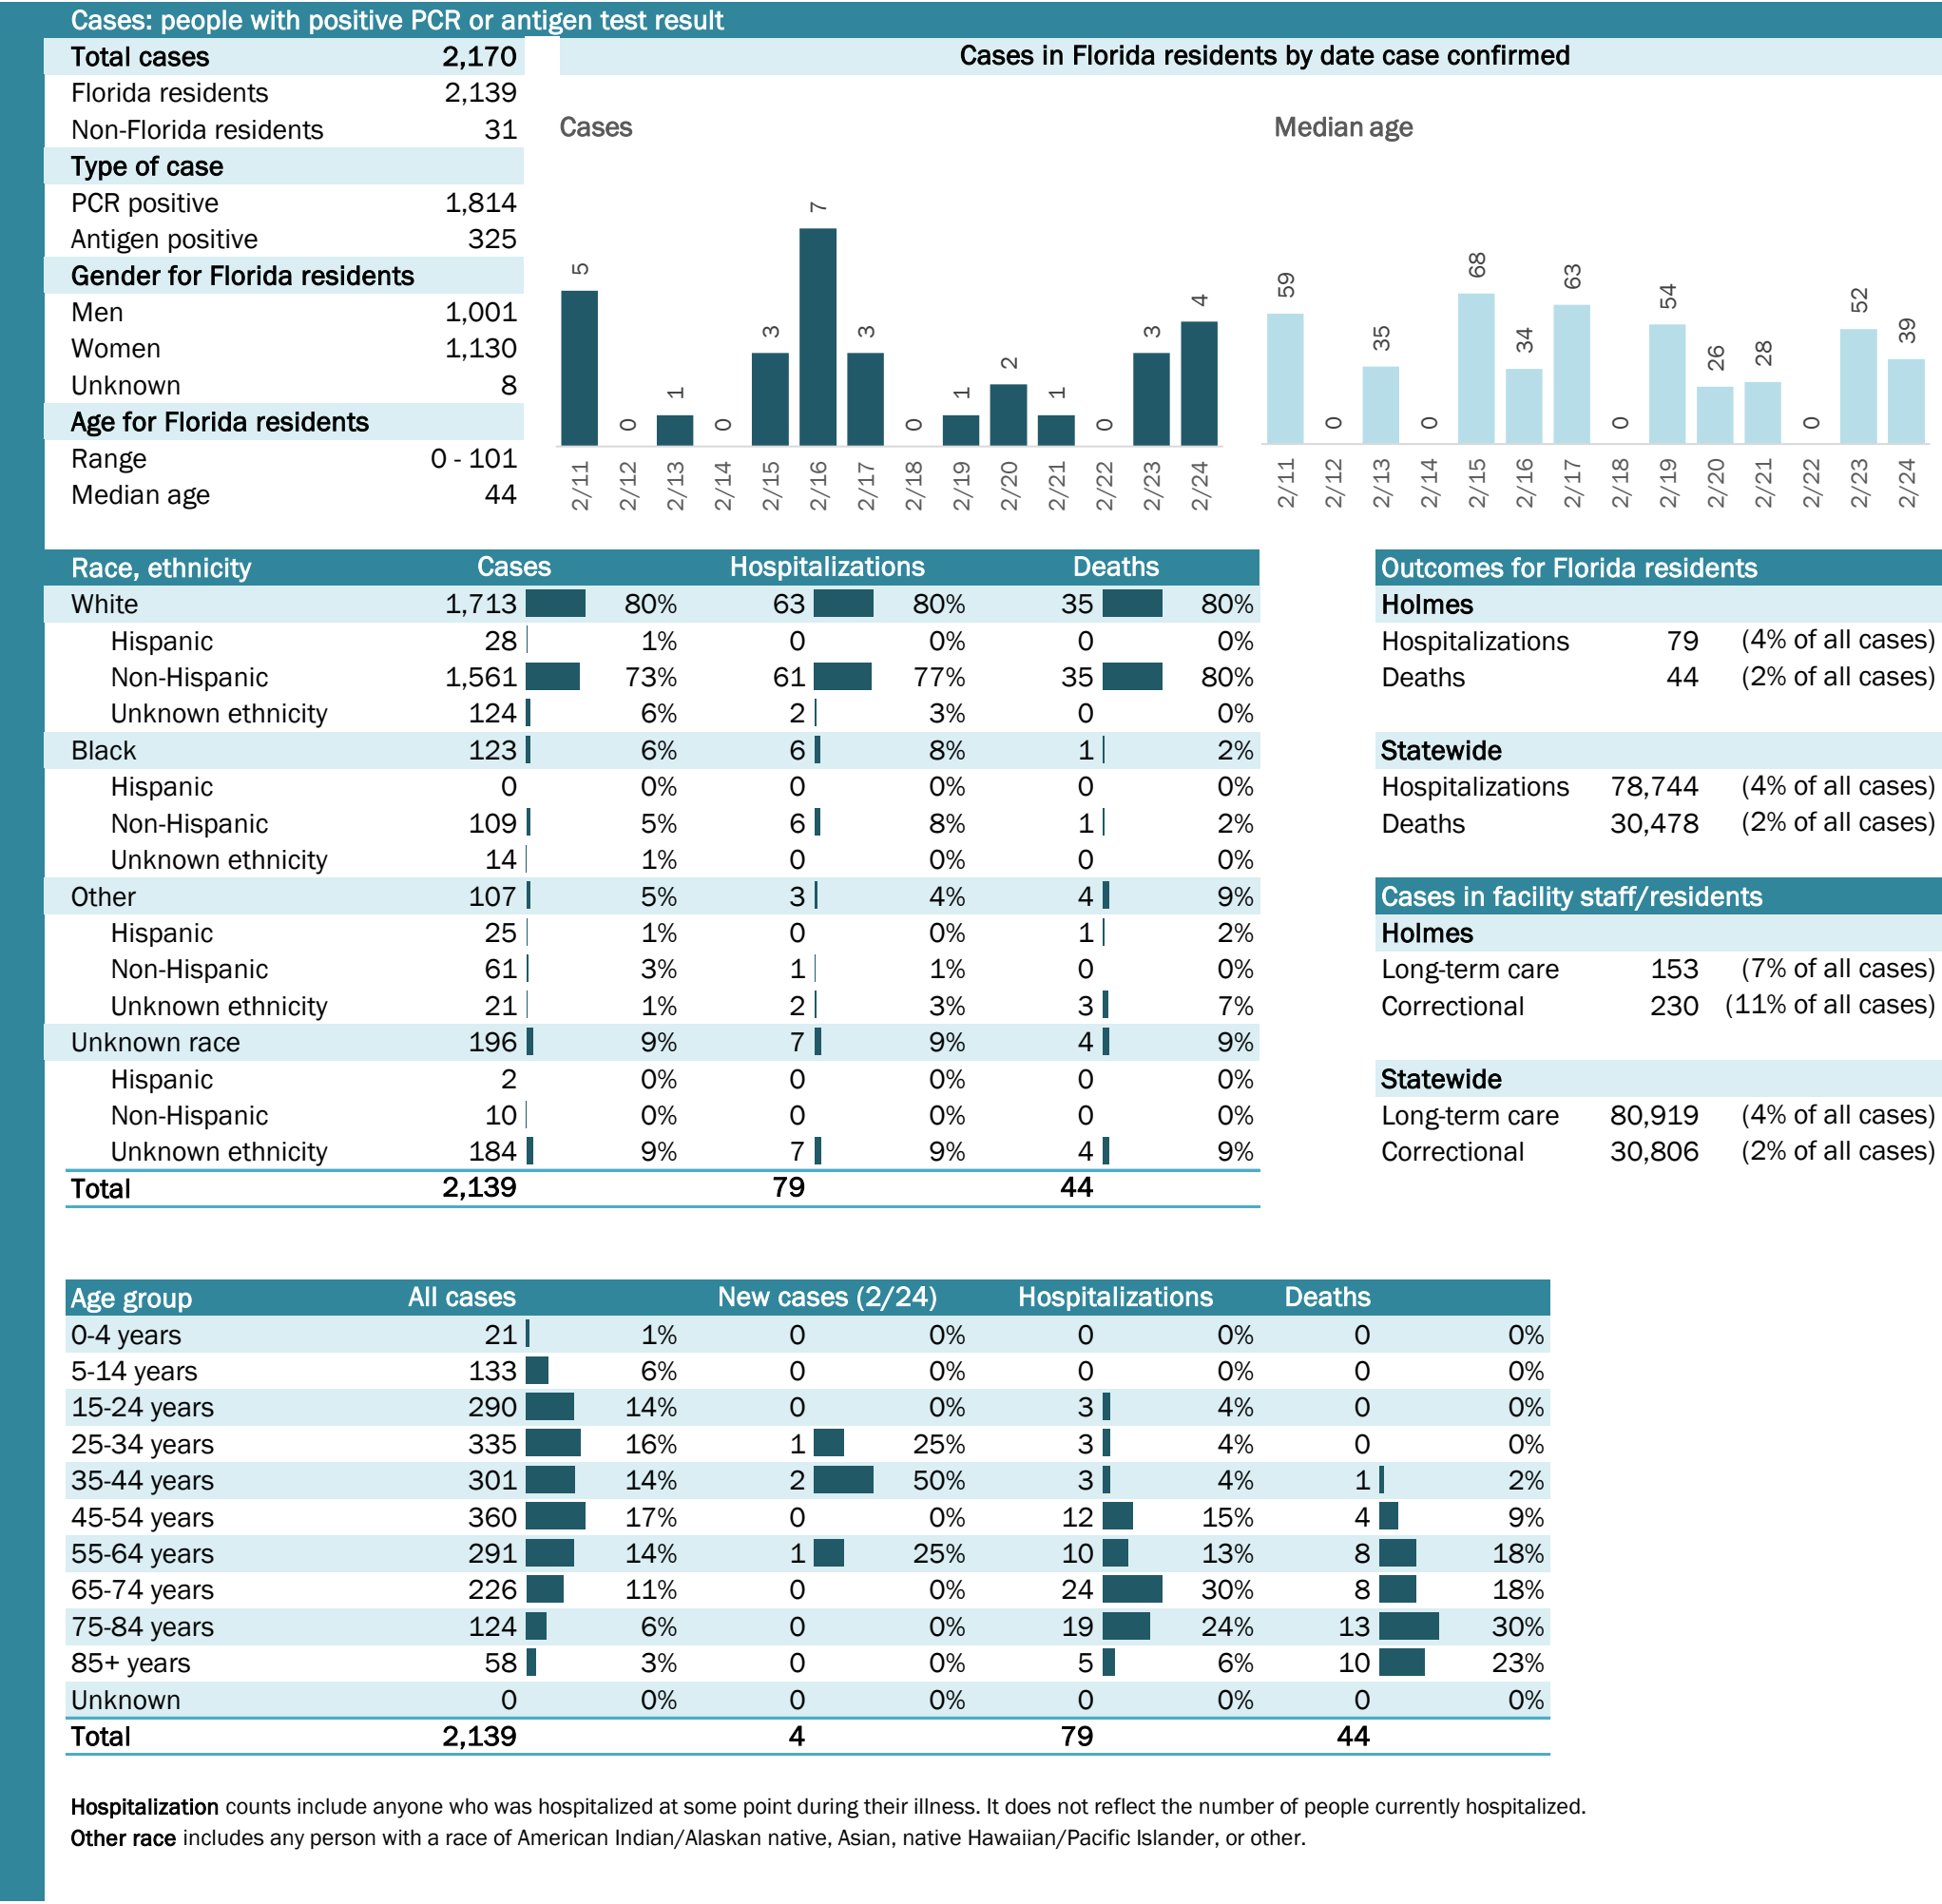 Cases: people with positive PCR or antigen test result
Total cases 2,170
Florida residents 2,139
Non-Florida residents 31
Type of case
PCR positive 1,814
Antigen positive 325
Gender for Florida residents
Men 1,001
Women 1,130
Unknown 8
Age for Florida residents
Range 0 - 101
Median age 44
Cases in Florida residents by date case confirmed
Cases
5 0 1 0 3 7 3 0 1 2 1 0 3 4
2/11 2/12 2/13 2/14 2/15 2/16 2/17 2/18 2/19 2/20 2/21 2/22 2/23 2/24
Median age
59 0 35 0 68 34 63 0 54 26 28 0 52 39
2/11 2/12 2/13 2/14 2/15 2/16 2/17 2/18 2/19 2/20 2/21 2/22 2/23 2/24
Race, ethnicity Cases Hospitalizations Deaths
White 1,713 80% 63 80% 35 80%
Hispanic 28 1% 0 0% 0 0%
Non-Hispanic 1,561 73% 61 77% 35 80%
Unknown ethnicity 124 6% 2 3% 0 0%
Black 123 6% 6 8% 1 2%
Hispanic 0 0% 0 0% 0 0%
Non-Hispanic 109 5% 6 8% 1 2%
Unknown ethnicity 14 1% 0 0% 0 0%
Other 107 5% 3 4% 4 9%
Hispanic 25 1% 0 0% 1 2%
Non-Hispanic 61 3% 1 1% 0 0%
Unknown ethnicity 21 1% 2 3% 3 7%
Unknown race 196 9% 7 9% 4 9%
Hispanic 2 0% 0 0% 0 0%
Non-Hispanic 10 0% 0 0% 0 0%
Unknown ethnicity 184 9% 7 9% 4 9%
Total 2,139 79 44
Outcomes for Florida residents
Holmes
Hospitalizations 79 (4% of all cases)
Deaths 44 (2% of all cases)
Statewide
Hospitalizations 78,744 (4% of all cases)
Deaths 30,478 (2% of all cases)
Cases in facility staff/residents
Holmes
Long-term care 153 (7% of all cases)
Correctional 230 (11% of all cases)
Statewide
Long-term care 80,919 (4% of all cases)
Correctional 30,806 (2% of all cases)
Age group All cases New cases (2/24) Hospitalizations Deaths
0-4 years 21 1% 0 0% 0 0% 0 0%
5-14 years 133 6% 0 0% 0 0% 0 0%
15-24 years 290 14% 0 0% 3 4% 0 0%
25-34 years 335 16% 1 25% 3 4% 0 0%
35-44 years 301 14% 2 50% 3 4% 1 2%
45-54 years 360 17% 0 0% 12 15% 4 9%
55-64 years 291 14% 1 25% 10 13% 8 18%
65-74 years 226 11% 0 0% 24 30% 8 18%
75-84 years 124 6% 0 0% 19 24% 13 30%
85+ years 58 3% 0 0% 5 6% 10 23%
Unknown 0 0% 0 0% 0 0% 0 0%
Total 2,139 4 79 44
Hospitalization counts include anyone who was hospitalized at some point during their illness. It does not reflect the number of people currently hospitalized.
Other race includes any person with a race of American Indian/Alaskan native, Asian, native Hawaiian/Pacific Islander, or other.